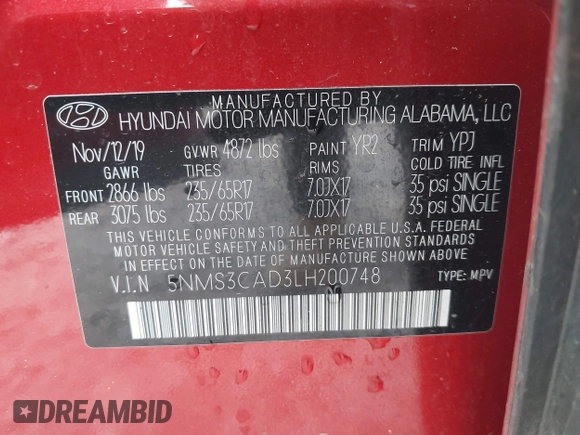 MANUFACTURED BY
HYUNDAI MOTOR MANUFACTURING ALABAMA, LLC
Nov/12/19 GVWR 4872 lbs PAINT YR2 TRIM YPJ
GAWR TIRES RIMS COLD TIRE INFL
FRONT 2866 lbs 235/65R17 7.0JX17 35 psi SINGLE
REAR 3075 lbs 235/65R17 7.0JX17 35 psi SINGLE
THIS VEHICLE CONFORMS TO ALL APPLICABLE U.S.A. FEDERAL
MOTOR VEHICLE SAFETY AND THEFT PREVENTION STANDARDS
IN EFFECT ON THE DATE OF MANUFACTURE SHOWN ABOVE
V.I.N 5NMS3CAD3LH200748 TYPE: MPV
DREAMBID